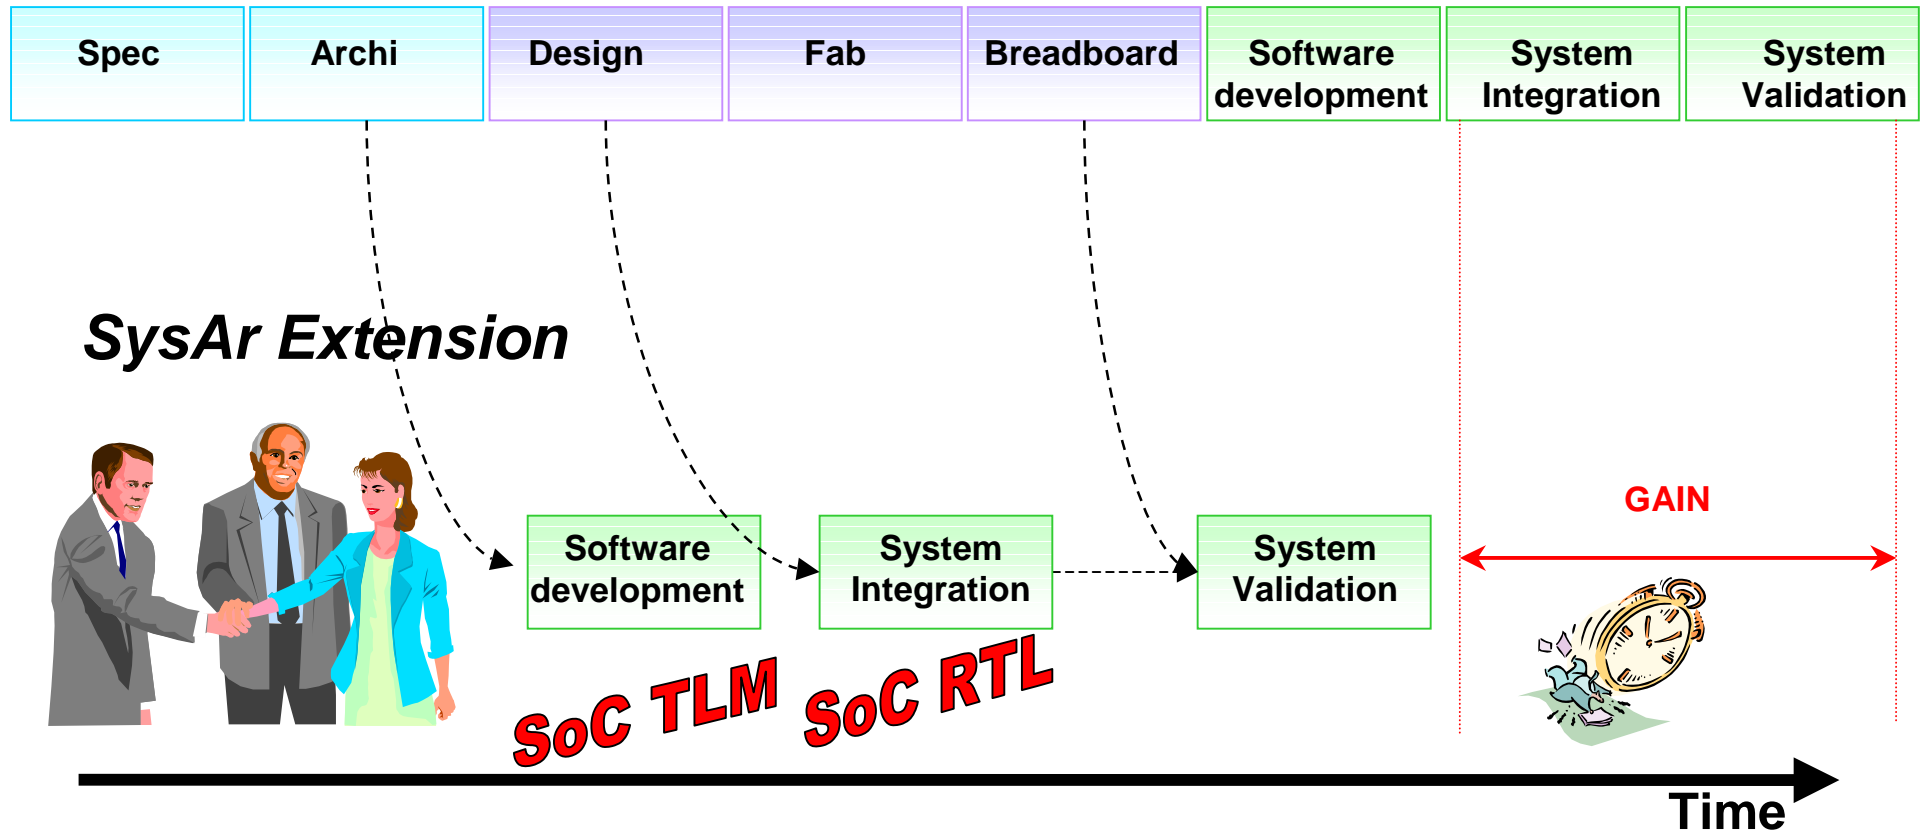 Spec
Archi
Design
Fab
Breadboard
Software
development
System
Integration
System
Validation
SysAr Extension
GAIN
Software
development
System
Integration
System
Validation
SoC TLM
SoC RTL
Time